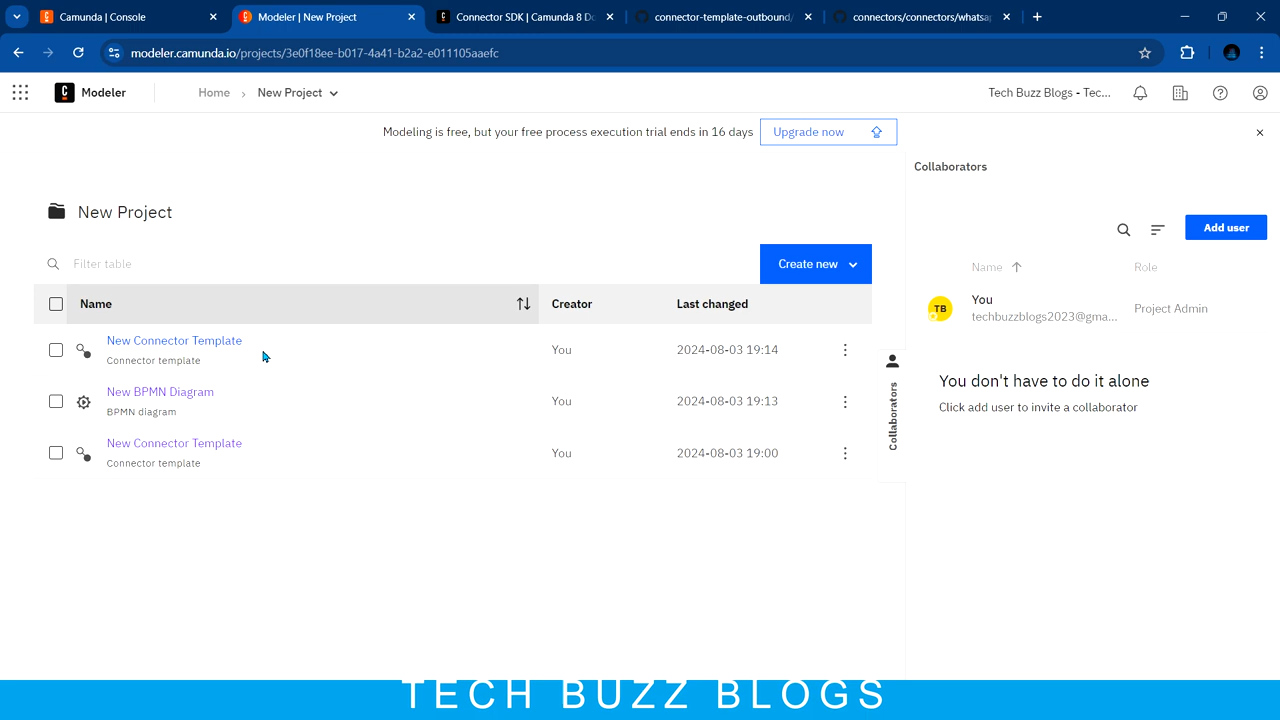 Camunda | Console
Modeler | New Project
Connector SDK | Camunda 8 Do
connector-template-outbound/
connectors/connectors/whatsa
modeler.camunda.io/projects/3e0f18ee-b017-4a41-b2a2-e011105aaefc
Modeler
Home
New Project
Tech Buzz Blogs - Tec...
Modeling is free, but your free process execution trial ends in 16 days
Upgrade now
Collaborators
New Project
Add user
Filter table
Create new
Name
Role
Name
Creator
Last changed
You
techbuzzblogs2023@gma...
Project Admin
TB
New Connector Template
Connector template
You
2024-08-03 19:14
New BPMN Diagram
BPMN diagram
You
2024-08-03 19:13
New Connector Template
Connector template
You
2024-08-03 19:00
Collaborators
You don't have to do it alone
Click add user to invite a collaborator
TECH BUZZ BLOGS